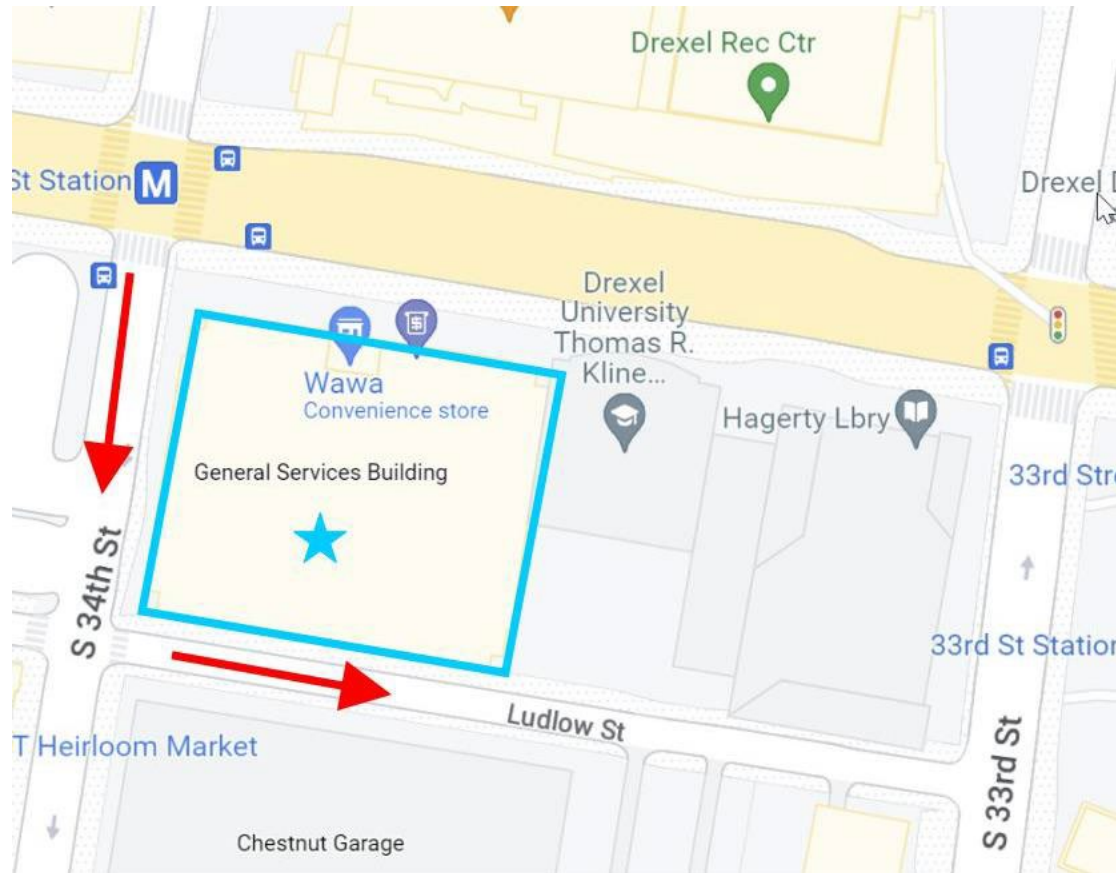 Drexel Rec Ctr
St Station
M
Drexel D
Drexel
University
Thomas R.
Kline...
$
Wawa
Convenience store
Hagerty Lbry
General Services Building
33rd Stre
S 34th St
33rd St Station
Ludlow St
T Heirloom Market
S 33rd St
Chestnut Garage